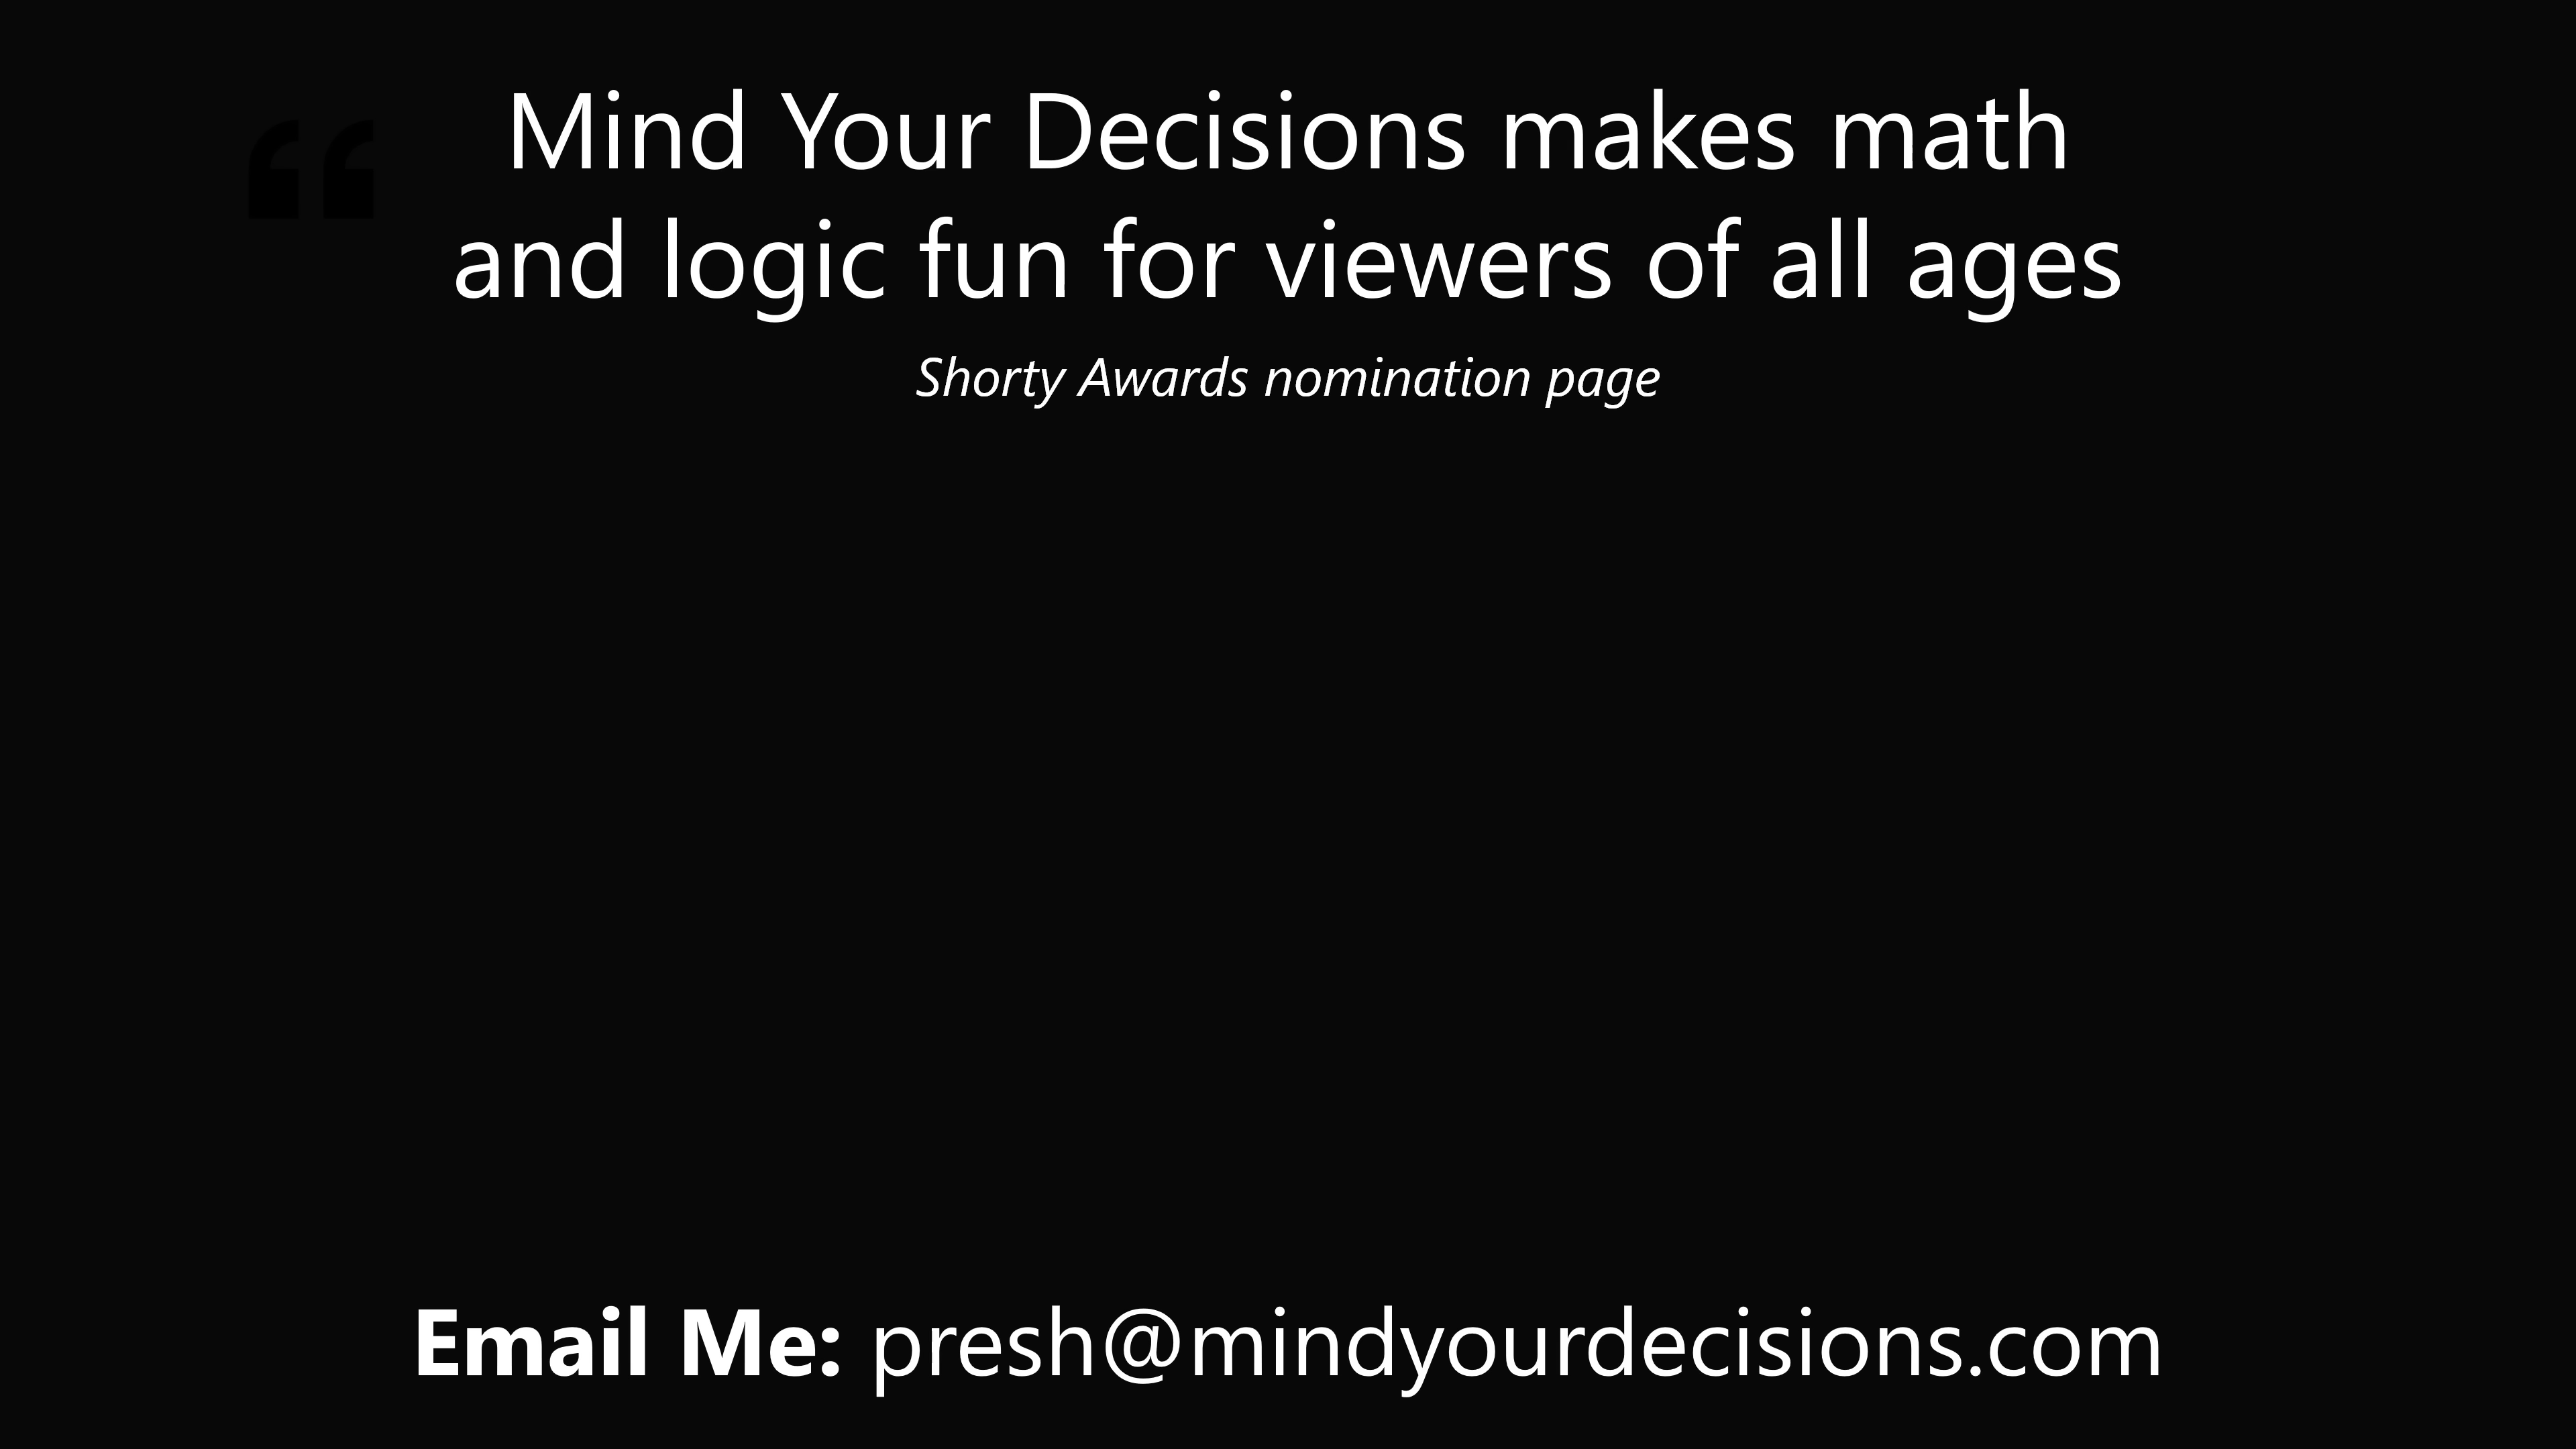 “
Mind Your Decisions makes math
and logic fun for viewers of all ages
Shorty Awards nomination page
Email Me: presh@mindyourdecisions.com